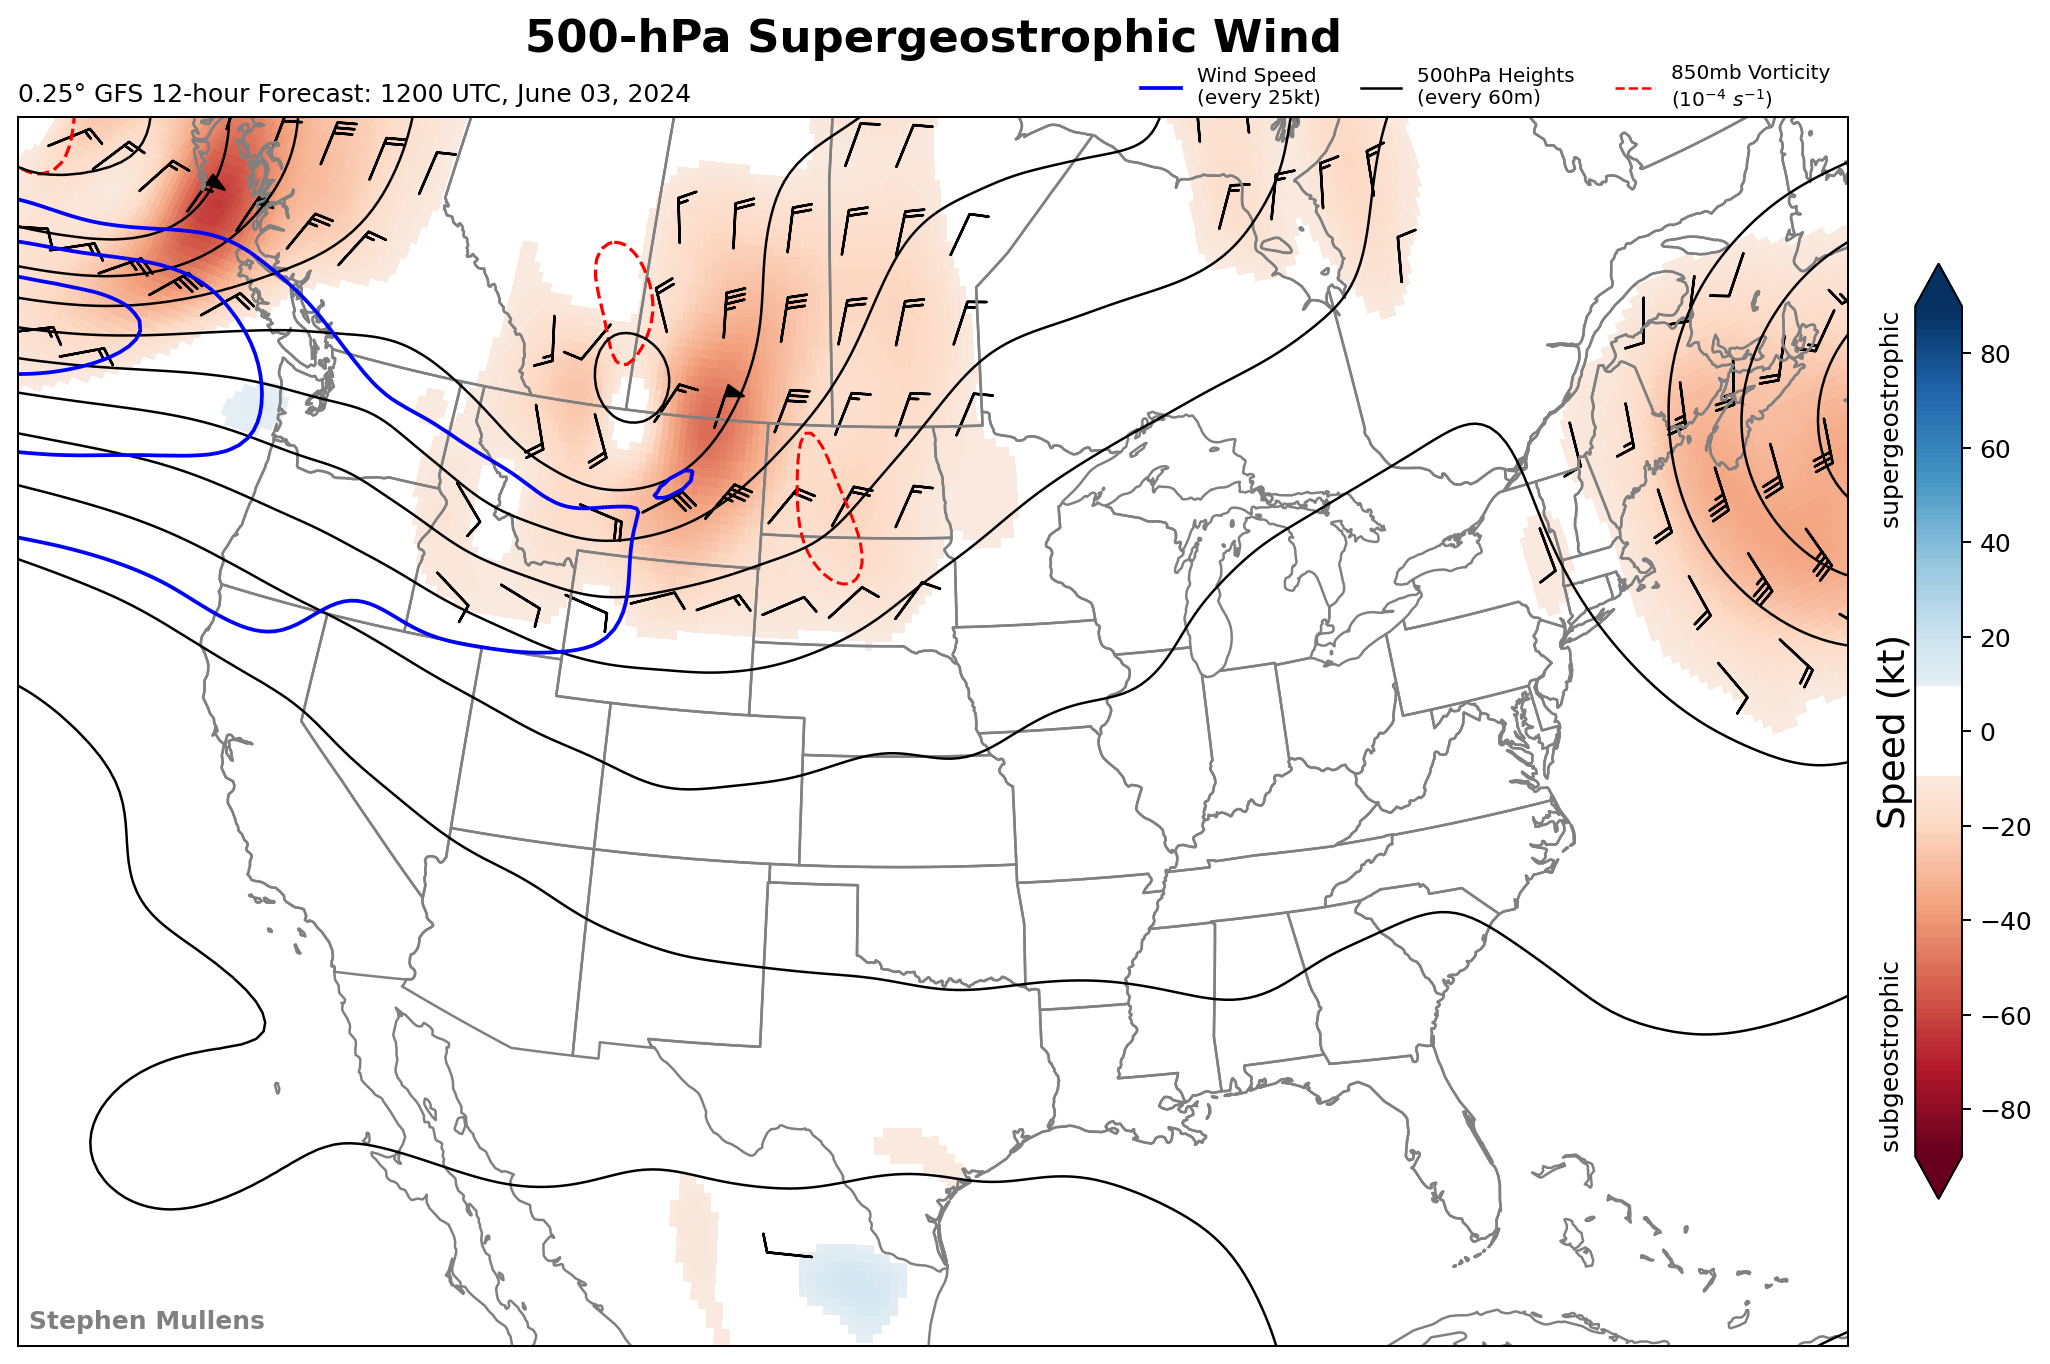 500-hPa Supergeostrophic Wind
0.25° GFS 12-hour Forecast: 1200 UTC, June 03, 2024
Wind Speed
(every 25kt)
500hPa Heights
(every 60m)
850mb Vorticity
(10⁻⁴ s⁻¹)
supergeostrophic
Speed (kt)
subgeostrophic
80
60
40
20
0
−20
−40
−60
−80
Stephen Mullens